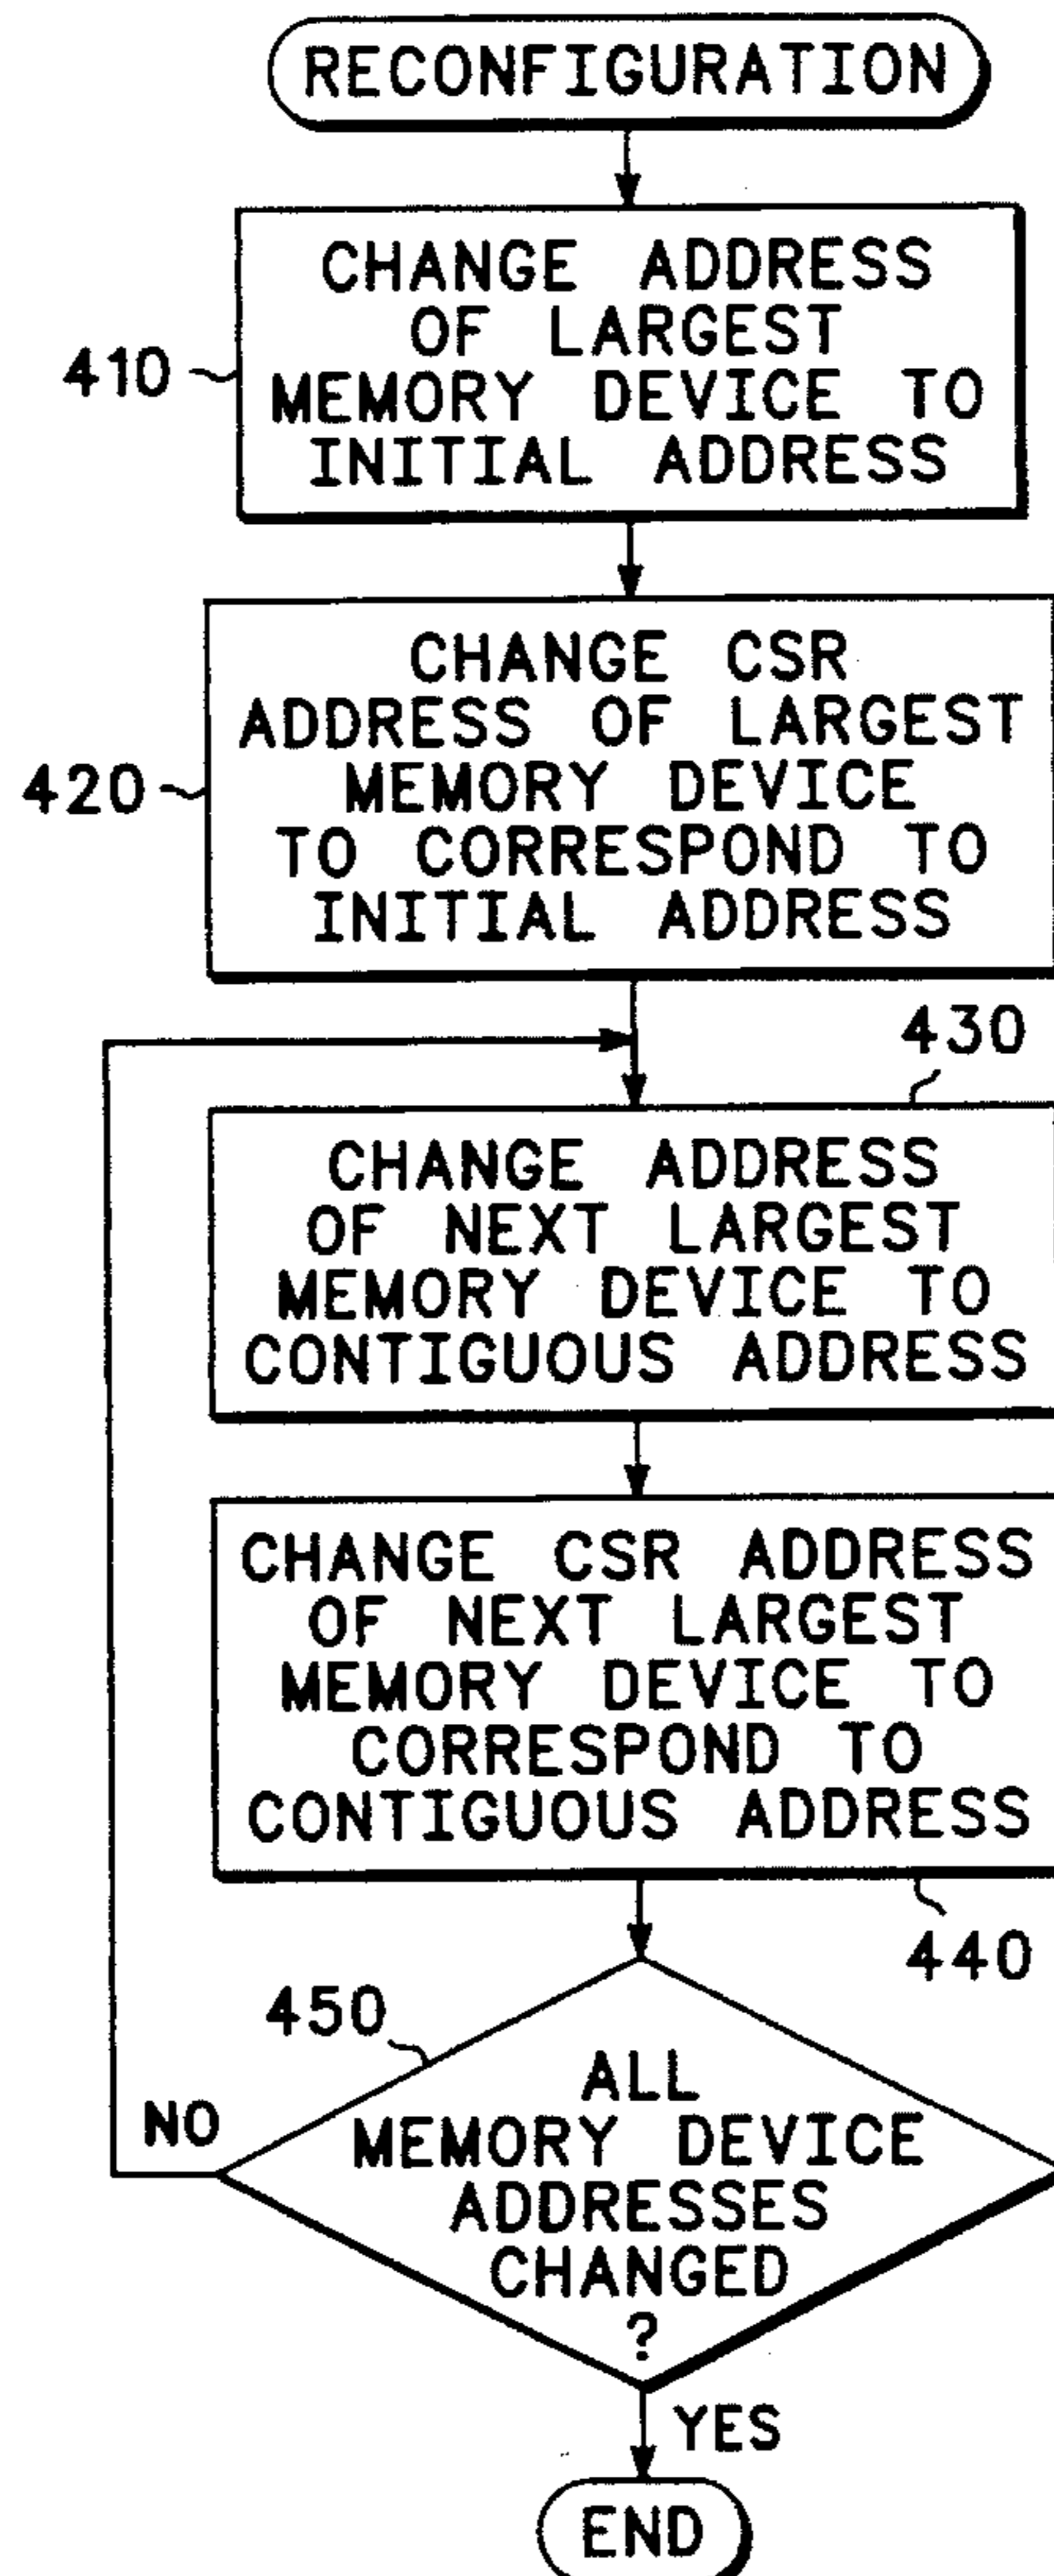 RECONFIGURATION
CHANGE ADDRESS
OF LARGEST
MEMORY DEVICE TO
INITIAL ADDRESS
410
CHANGE CSR
ADDRESS OF LARGEST
MEMORY DEVICE
TO CORRESPOND TO
INITIAL ADDRESS
420
430
CHANGE ADDRESS
OF NEXT LARGEST
MEMORY DEVICE TO
CONTIGUOUS ADDRESS
CHANGE CSR ADDRESS
OF NEXT LARGEST
MEMORY DEVICE TO
CORRESPOND TO
CONTIGUOUS ADDRESS
440
450
ALL
MEMORY DEVICE
ADDRESSES
CHANGED
?
NO
YES
END